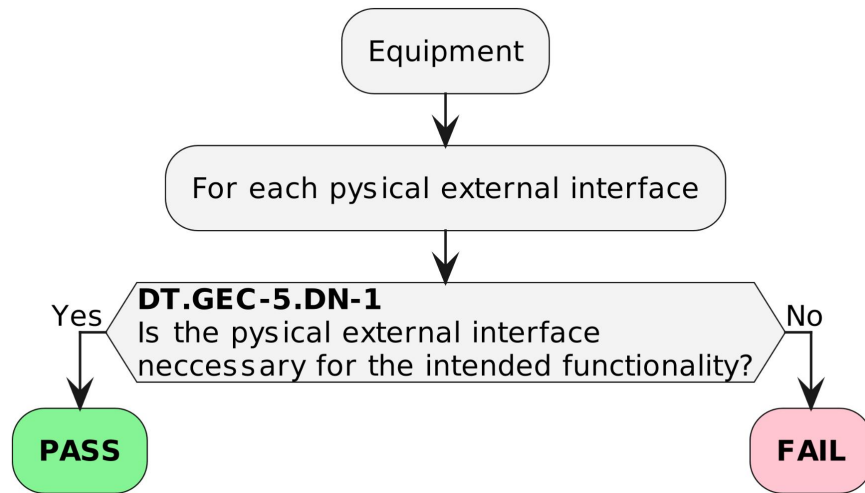 Equipment
For each pysical external interface
Yes
DT.GEC-5.DN-1
No
Is the pysical external interface
neccessary for the intended functionality?
PASS
FAIL